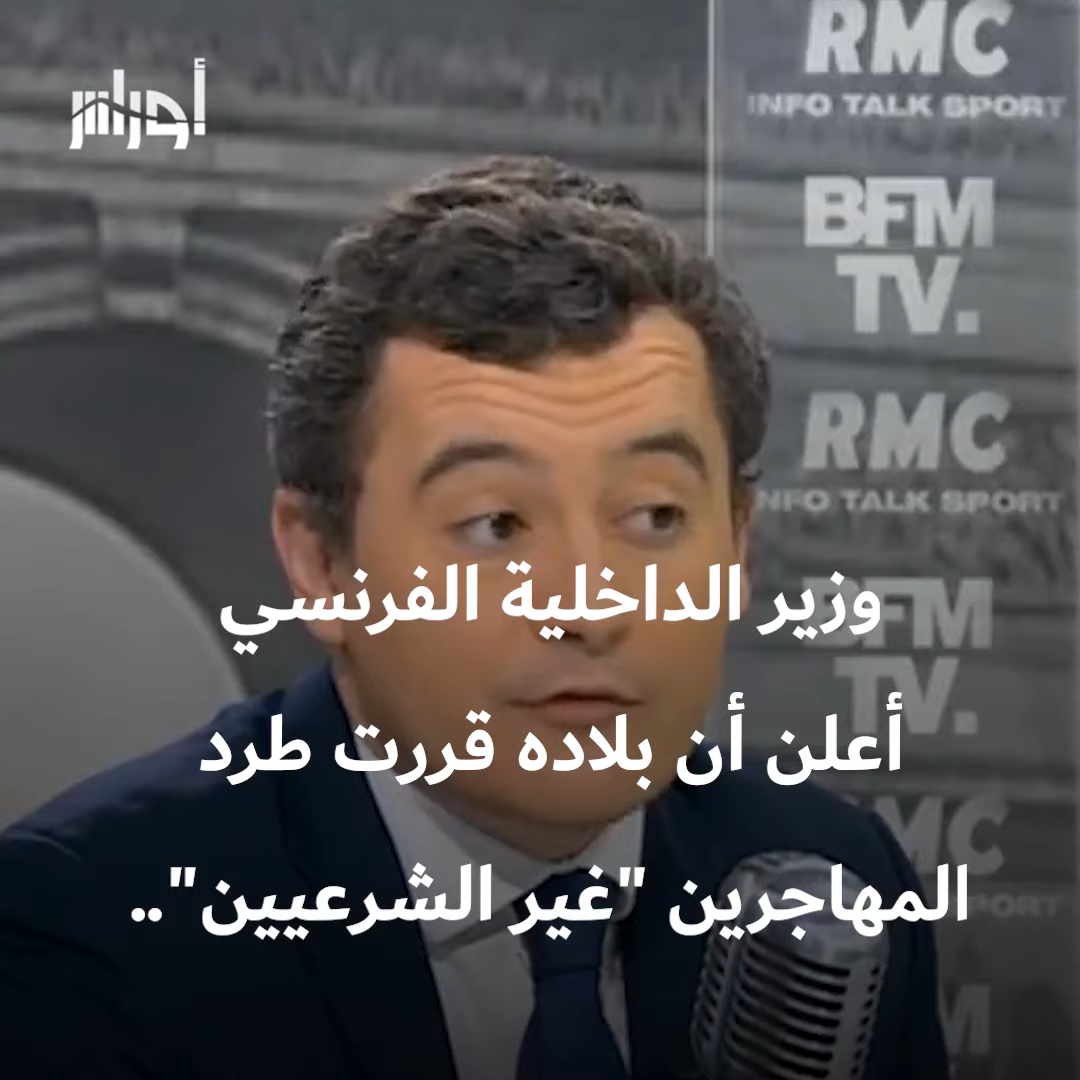 أوراس
RMC
INFO TALK SPORT
BFM
TV.
RMC
INFO TALK SPORT
BFM
TV.
وزير الداخلية الفرنسي
أعلن أن بلاده قررت طرد
المهاجرين "غير الشرعيين"..